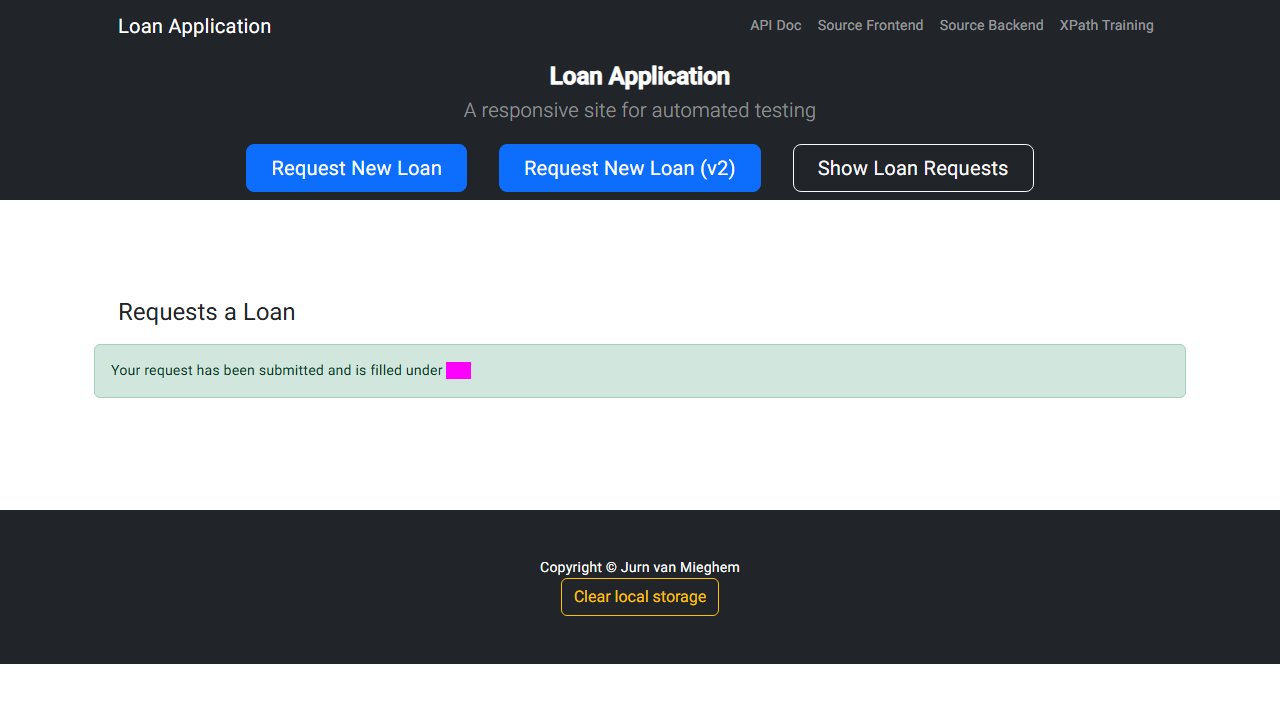 Loan Application
API Doc Source Frontend Source Backend XPath Training
Loan Application
A responsive site for automated testing
Request New Loan Request New Loan (v2) Show Loan Requests
Requests a Loan
Your request has been submitted and is filled under
Copyright © Jurn van Mieghem
Clear local storage